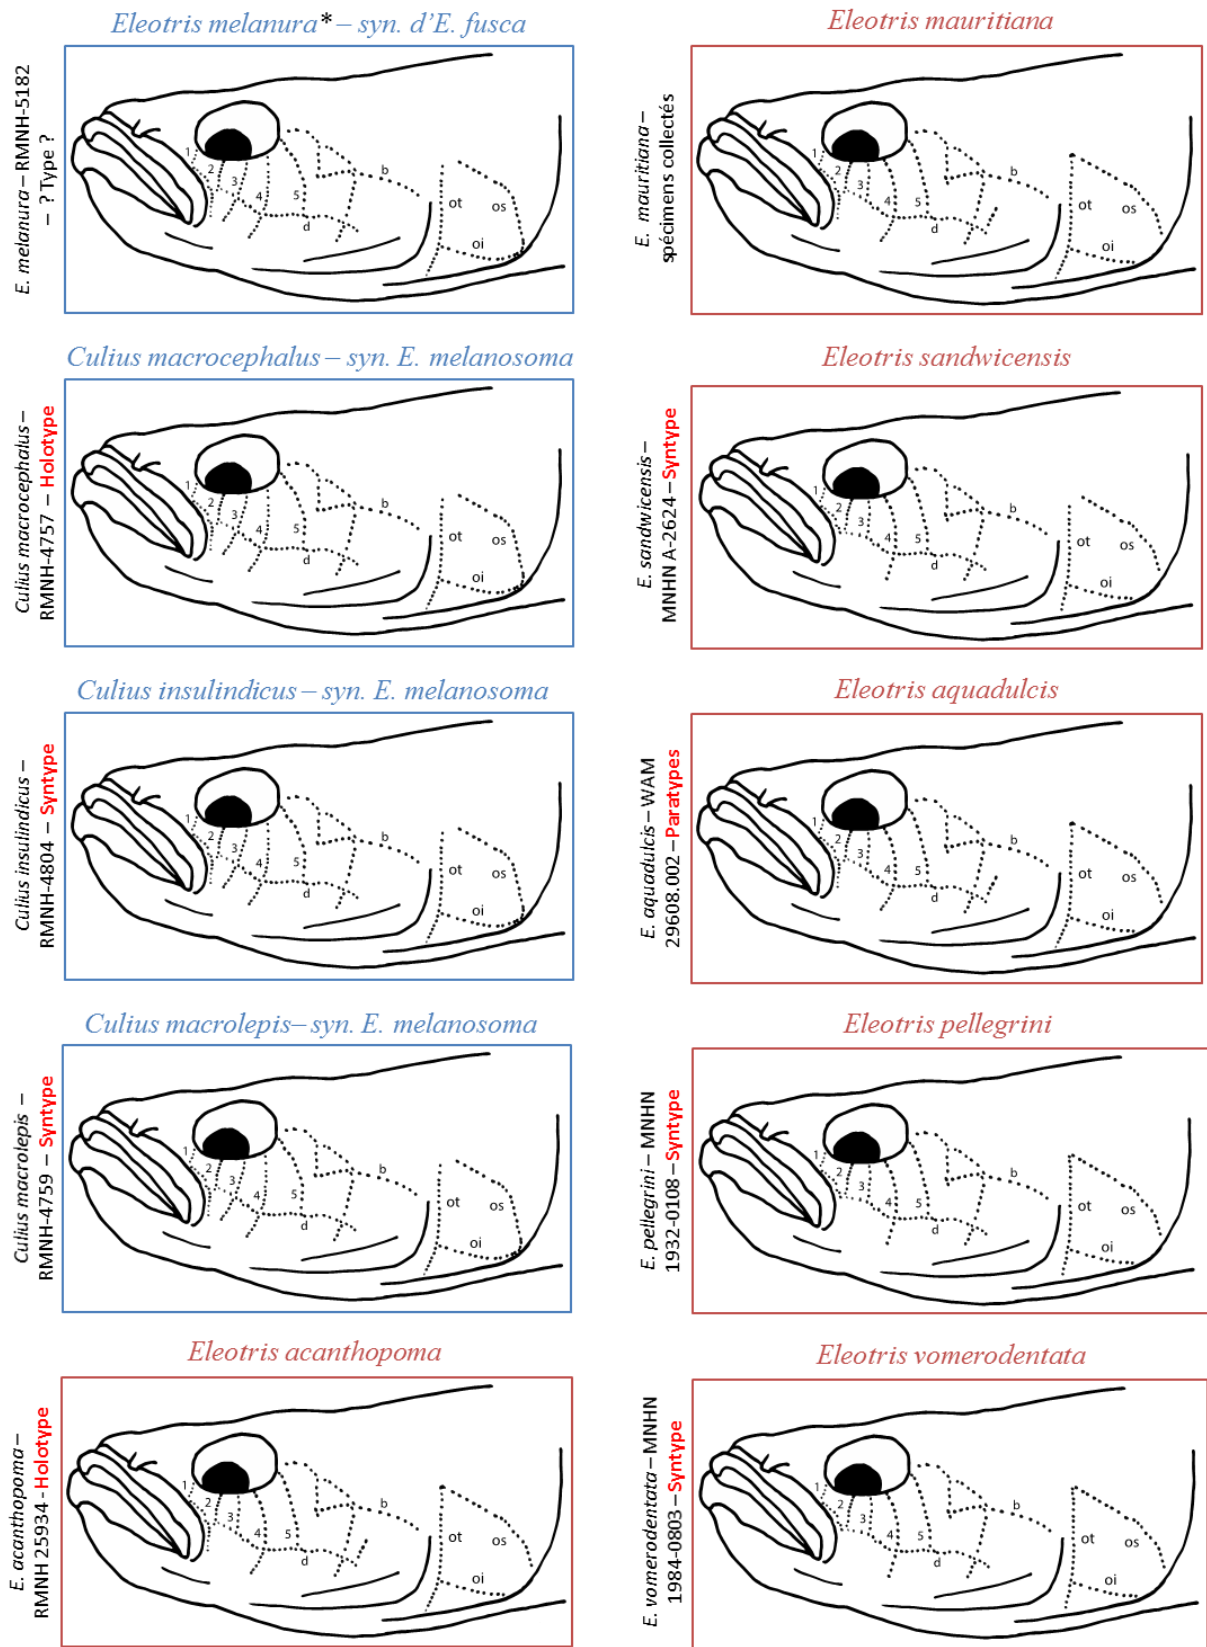 Eleotris melanura* – syn. d'E. fusca
E. melanura – RMNH-5182
– ? Type ?
1
2
3
4
5
b
d
ot
os
oi
Eleotris mauritiana
E. mauritiana –
spécimens collectés
1
2
3
4
5
b
d
ot
os
oi
Culius macrocephalus – syn. E. melanosoma
Culius macrocephalus –
RMNH-4757 – Holotype
1
2
3
4
5
b
d
ot
os
oi
Eleotris sandwicensis
E. sandwicensis –
MNHN A-2624 – Syntype
1
2
3
4
5
b
d
ot
os
oi
Culius insulindicus – syn. E. melanosoma
Culius insulindicus –
RMNH-4804 – Syntype
1
2
3
4
5
b
d
ot
os
oi
Eleotris aquadulcis
E. aquadulcis – WAM
29608.002 – Paratypes
1
2
3
4
5
b
d
ot
os
oi
Culius macrolepis– syn. E. melanosoma
Culius macrolepis –
RMNH-4759 – Syntype
1
2
3
4
5
b
d
ot
os
oi
Eleotris pellegrini
E. pellegrini – MNHN
1932-0108 – Syntype
1
2
3
4
5
b
d
ot
os
oi
Eleotris acanthopoma
E. acanthopoma –
RMNH 25934 - Holotype
1
2
3
4
5
b
d
ot
os
oi
Eleotris vomerodentata
E. vomerodentata – MNHN
1984-0803 – Syntype
1
2
3
4
5
b
d
ot
os
oi